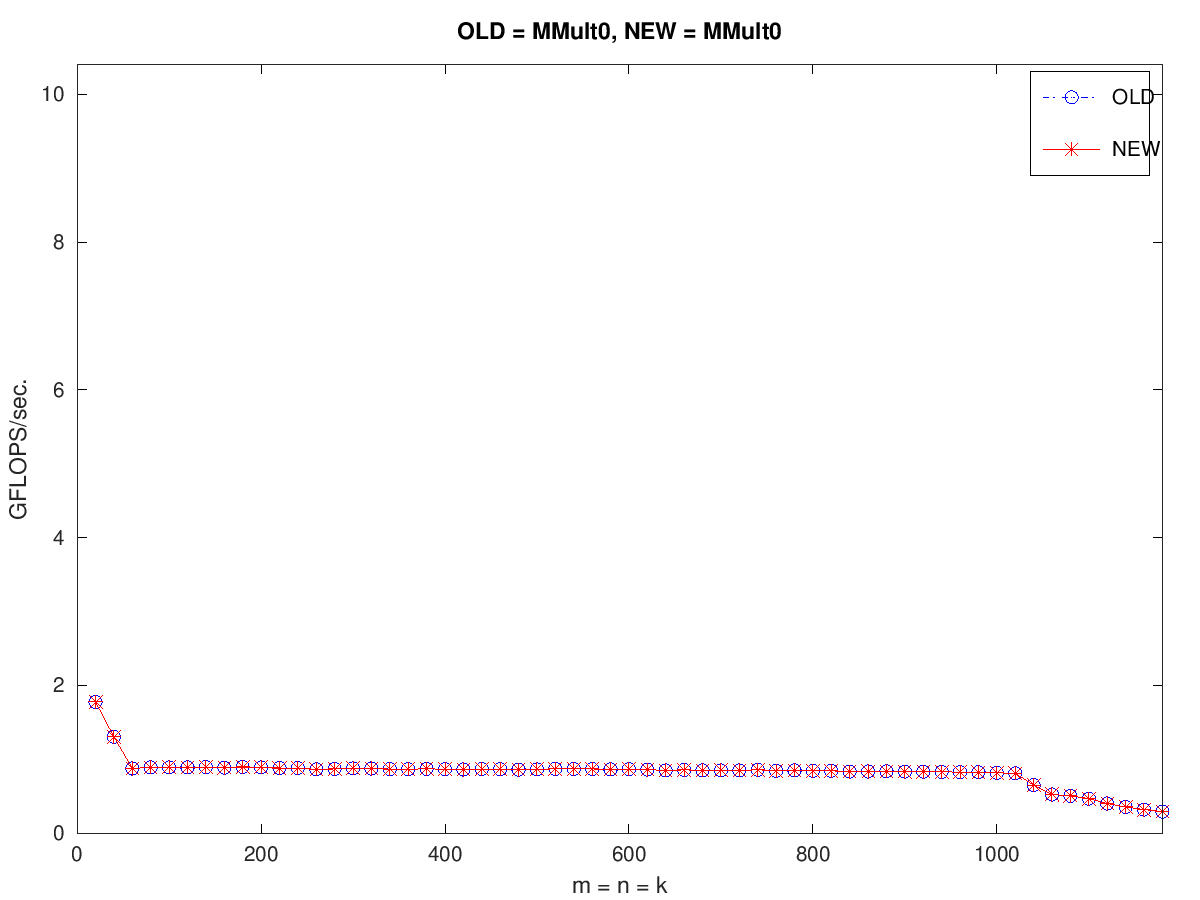 OLD = MMult0, NEW = MMult0
10
8
6
4
2
0
GFLOPS/sec.
OLD
NEW
0 200 400 600 800 1000
m = n = k